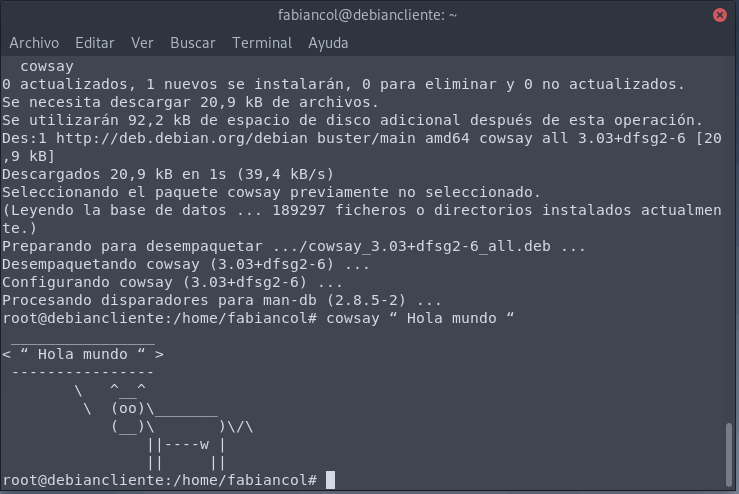 fabiancol@debiancliente: ~
Archivo Editar Ver Buscar Terminal Ayuda
  cowsay
0 actualizados, 1 nuevos se instalarán, 0 para eliminar y 0 no actualizados.
Se necesita descargar 20,9 kB de archivos.
Se utilizarán 92,2 kB de espacio de disco adicional después de esta operación.
Des:1 http://deb.debian.org/debian buster/main amd64 cowsay all 3.03+dfsg2-6 [20
,9 kB]
Descargados 20,9 kB en 1s (39,4 kB/s)
Seleccionando el paquete cowsay previamente no seleccionado.
(Leyendo la base de datos ... 189297 ficheros o directorios instalados actualmen
te.)
Preparando para desempaquetar .../cowsay_3.03+dfsg2-6_all.deb ...
Desempaquetando cowsay (3.03+dfsg2-6) ...
Configurando cowsay (3.03+dfsg2-6) ...
Procesando disparadores para man-db (2.8.5-2) ...
root@debiancliente:/home/fabiancol# cowsay “ Hola mundo “
 ________________
< “ Hola mundo “ >
 ----------------
        \   ^__^
         \  (oo)\_______
            (__)\       )\/\
                ||----w |
                ||     ||
root@debiancliente:/home/fabiancol#